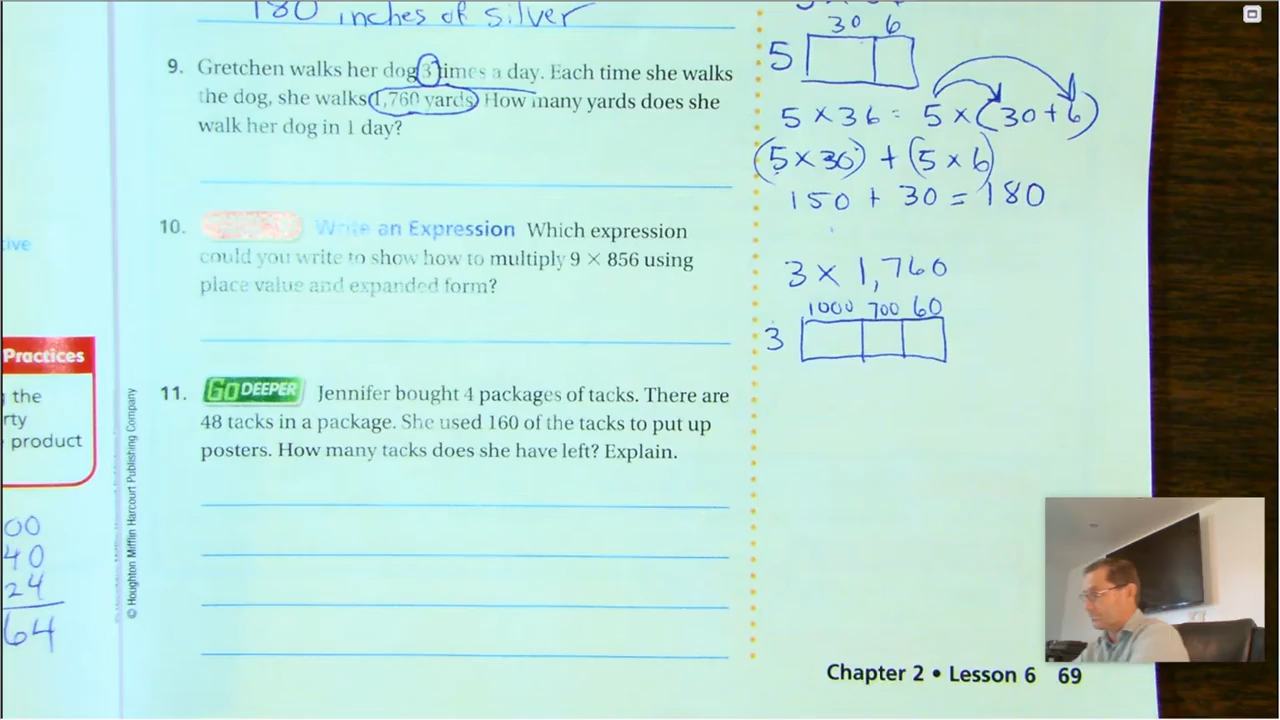 180 inches of silver
9. Gretchen walks her dog 3 times a day. Each time she walks
the dog, she walks 1,760 yards. How many yards does she
walk her dog in 1 day?
10. Write an Expression Which expression
could you write to show how to multiply 9 × 856 using
place value and expanded form?
11. GO DEEPER Jennifer bought 4 packages of tacks. There are
48 tacks in a package. She used 160 of the tacks to put up
posters. How many tacks does she have left? Explain.
30 6
5
5 × 36 = 5 × (30 + 6)
(5 × 30) + (5 × 6)
150 + 30 = 180
3 × 1,760
1000 700 60
3
Practices
the
product
00
40
24
64
© Houghton Mifflin Harcourt Publishing Company
Chapter 2 • Lesson 6 69